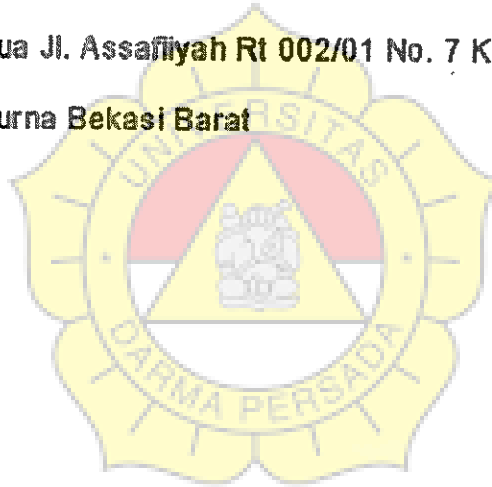 ua Jl. Assafiiyah Rt 002/01 No. 7 K
urna Bekasi Barat
UNIVERSITAS
DARMA PERSADA